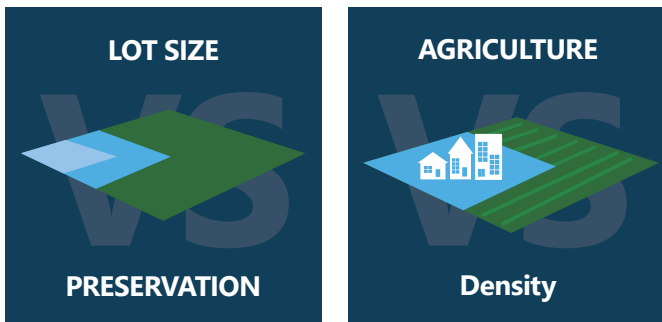 LOT SIZE
VS
PRESERVATION
AGRICULTURE
VS
Density